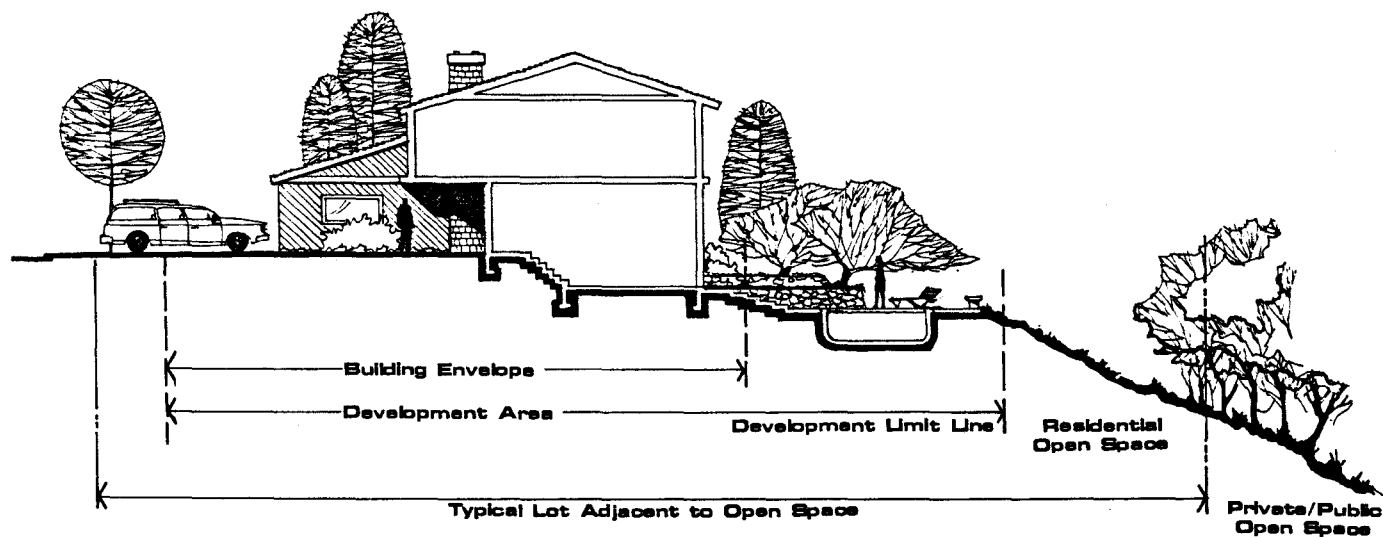 Building Envelope
Development Area
Development Limit Line
Residential
Open Space
Typical Lot Adjacent to Open Space
Private/Public
Open Space